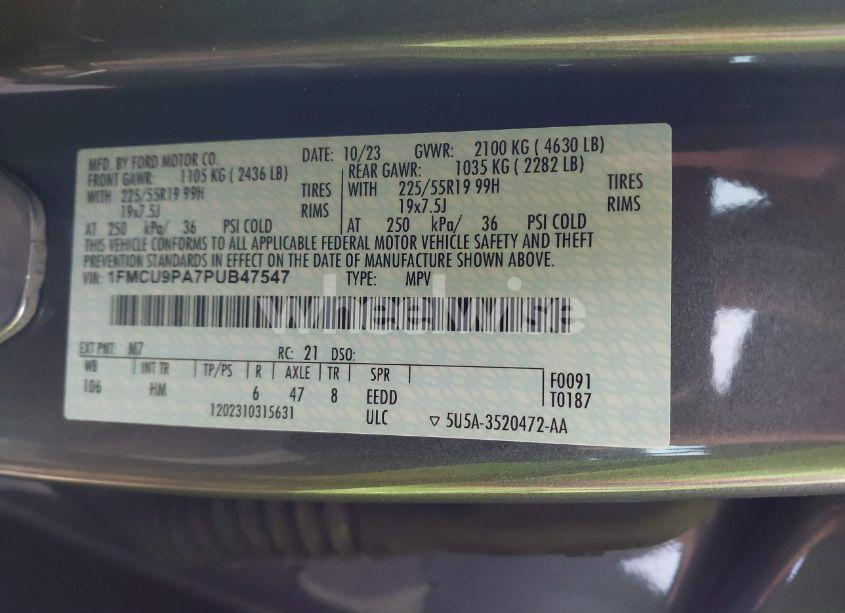 MFD. BY FORD MOTOR CO. DATE: 10/23 GVWR: 2100 KG ( 4630 LB)
FRONT GAWR: 1105 KG ( 2436 LB) REAR GAWR: 1035 KG ( 2282 LB)
WITH 225/55R19 99H TIRES WITH 225/55R19 99H TIRES
19x7.5J RIMS 19x7.5J RIMS
AT 250 kPa/ 36 PSI COLD AT 250 kPa/ 36 PSI COLD
THIS VEHICLE CONFORMS TO ALL APPLICABLE FEDERAL MOTOR VEHICLE SAFETY AND THEFT
PREVENTION STANDARDS IN EFFECT ON THE DATE OF MANUFACTURE SHOWN ABOVE.
VIN: 1FMCU9PA7PUB47547 TYPE: MPV
Wheelwise
EXT PNT: M7 RC: 21 DSO:
WB INT TR TP/PS R AXLE TR SPR
106 HM 6 47 8 EEDD
F0091
T0187
1202310315631 ULC ▽ 5U5A-3520472-AA